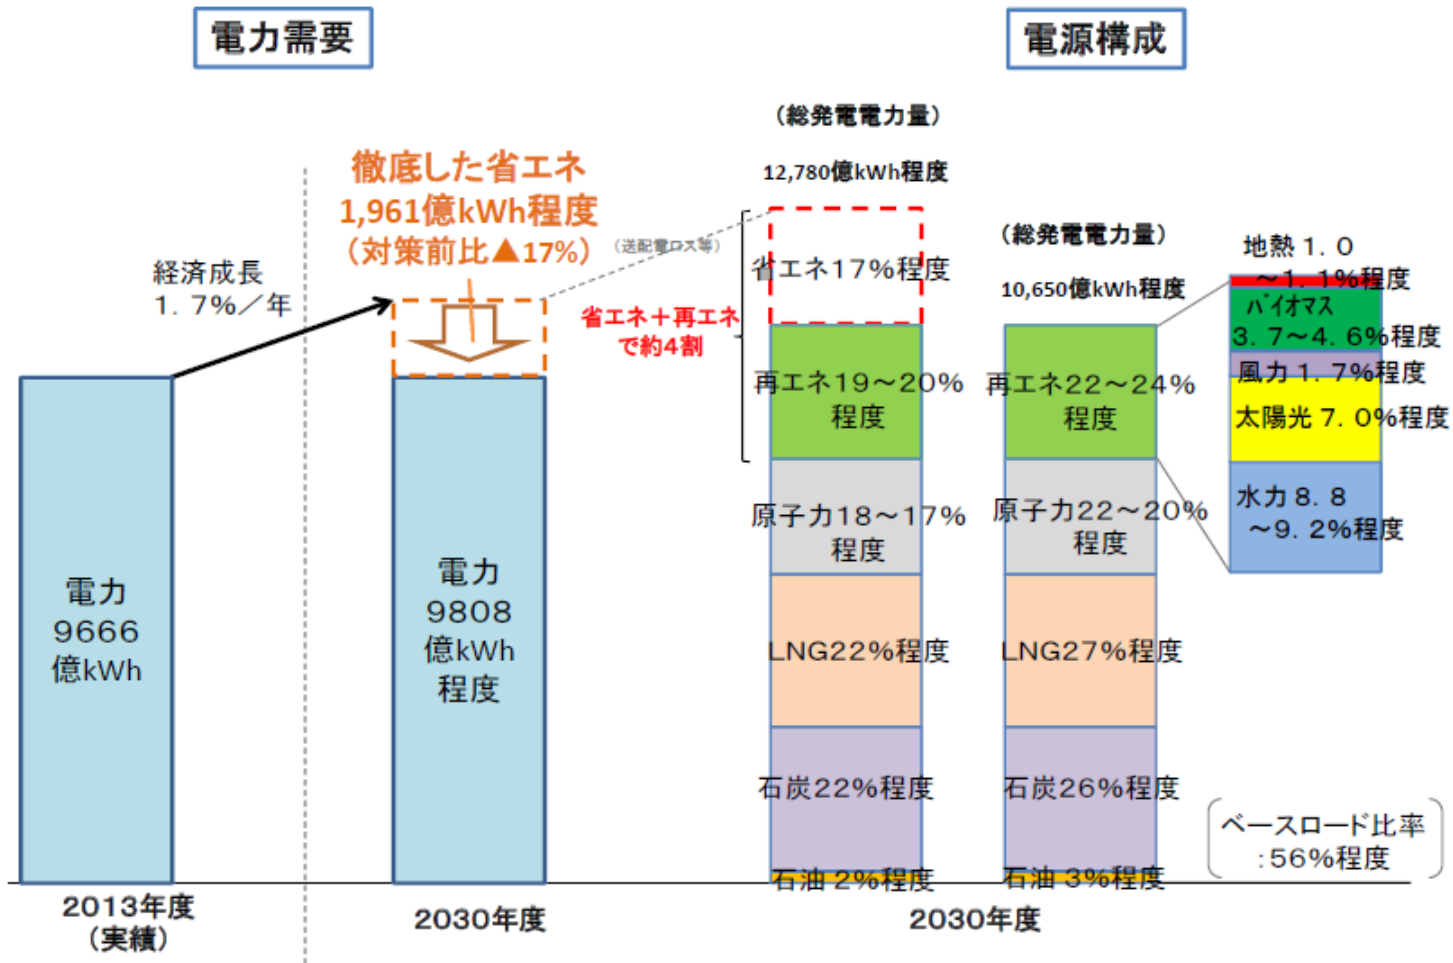 電力需要
電源構成
(総発電電力量)
12,780億kWh程度
徹底した省エネ
1,961億kWh程度
(対策前比▲17%)
(送配電ロス等)
(総発電電力量)
10,650億kWh程度
経済成長
1.7%/年
省エネ17%程度
省エネ+再エネ
で約4割
地熱1.0
~1.1%程度
バイオマス
3.7~4.6%程度
風力1.7%程度
太陽光7.0%程度
水力8.8
~9.2%程度
再エネ19~20%
程度
再エネ22~24%
程度
原子力18~17%
程度
原子力22~20%
程度
電力
9666
億kWh
電力
9808
億kWh
程度
LNG22%程度
LNG27%程度
石炭22%程度
石炭26%程度
石油2%程度
石油3%程度
ベースロード比率
:56%程度
2013年度
(実績)
2030年度
2030年度